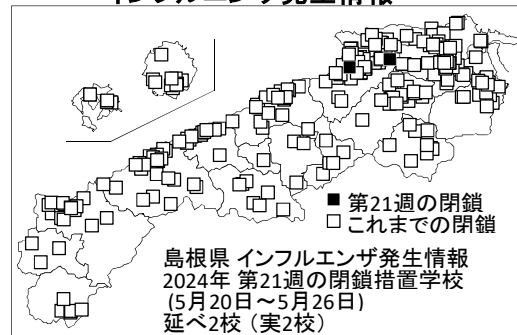 インフルエンザ発生情報
■ 第21週の閉鎖
□ これまでの閉鎖
島根県 インフルエンザ発生情報
2024年 第21週の閉鎖措置学校
(5月20日~5月26日)
延べ2校（実2校）